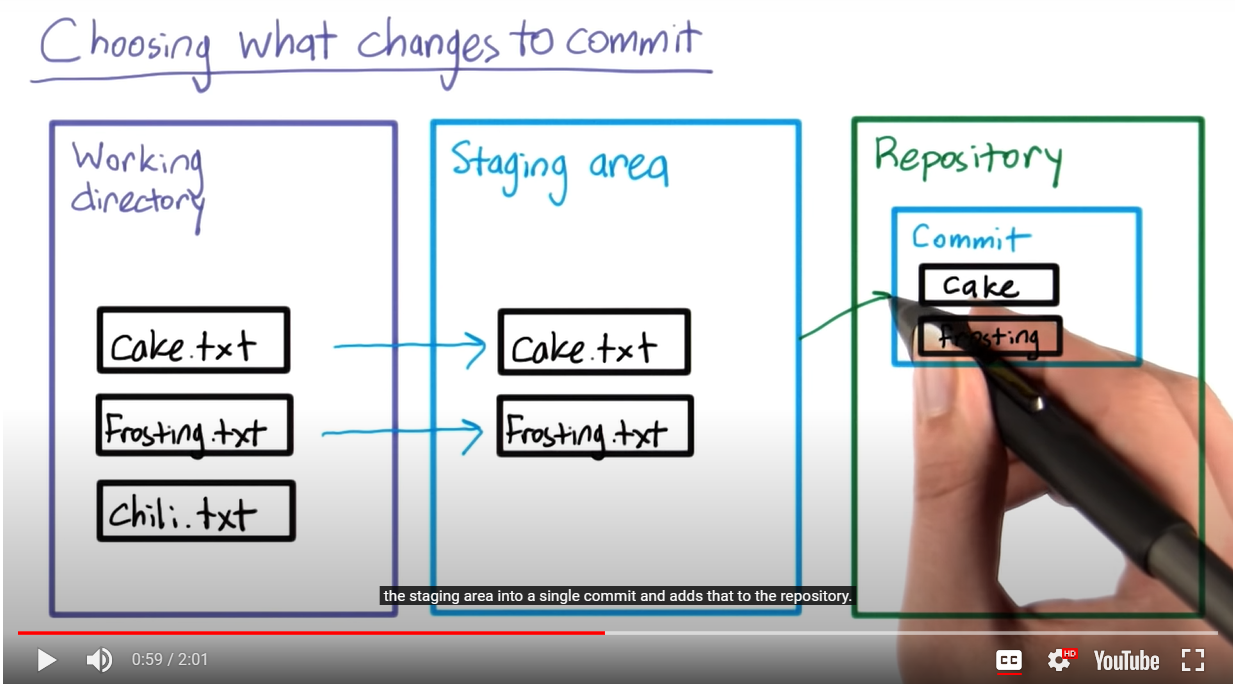 Choosing what changes to commit
Working
directory
Cake.txt
Frosting.txt
Chili.txt
Staging area
Cake.txt
Frosting.txt
Repository
Commit
Cake
Frosting
the staging area into a single commit and adds that to the repository.
0:59 / 2:01
CC
HD
YouTube